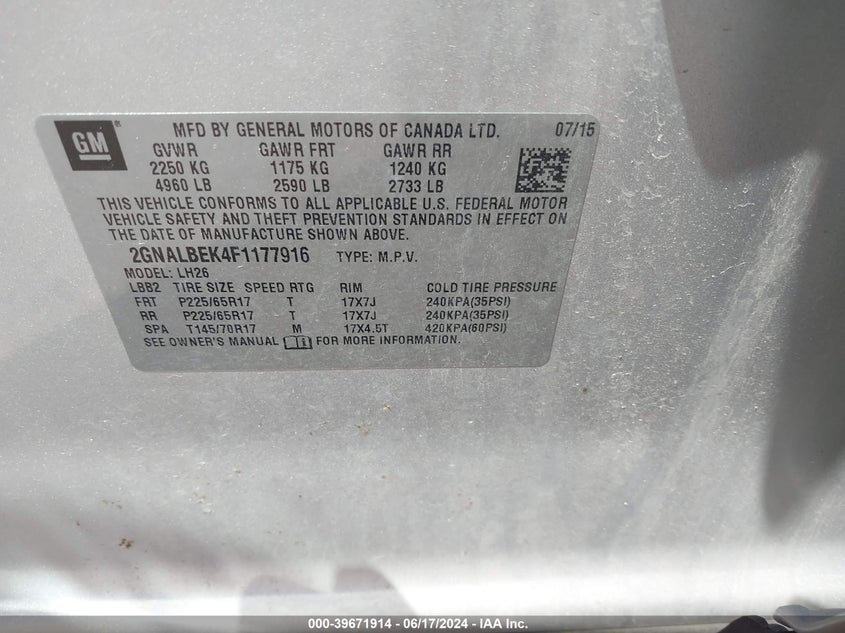 GM ®
MFD BY GENERAL MOTORS OF CANADA LTD. 07/15
GVWR GAWR FRT GAWR RR
2250 KG 1175 KG 1240 KG
4960 LB 2590 LB 2733 LB
THIS VEHICLE CONFORMS TO ALL APPLICABLE U.S. FEDERAL MOTOR
VEHICLE SAFETY AND THEFT PREVENTION STANDARDS IN EFFECT ON
THE DATE OF MANUFACTURE SHOWN ABOVE.
2GNALBEK4F1177916 TYPE: M.P.V.
MODEL: LH26
LBB2 TIRE SIZE SPEED RTG RIM COLD TIRE PRESSURE
FRT P225/65R17 T 17X7J 240KPA(35PSI)
RR P225/65R17 T 17X7J 240KPA(35PSI)
SPA T145/70R17 M 17X4.5T 420KPA(60PSI)
SEE OWNER'S MANUAL FOR MORE INFORMATION.
000-39671914 - 06/17/2024 - IAA Inc.